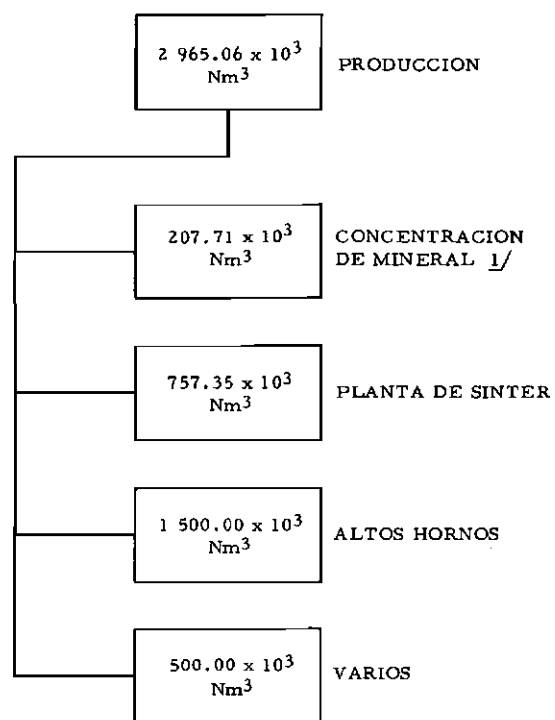 2 965.06 x 10³
Nm³
PRODUCCION
207.71 x 10³
Nm³
CONCENTRACION
DE MINERAL 1/
757.35 x 10³
Nm³
PLANTA DE SINTER
1 500.00 x 10³
Nm³
ALTOS HORNOS
500.00 x 10³
Nm³
VARIOS